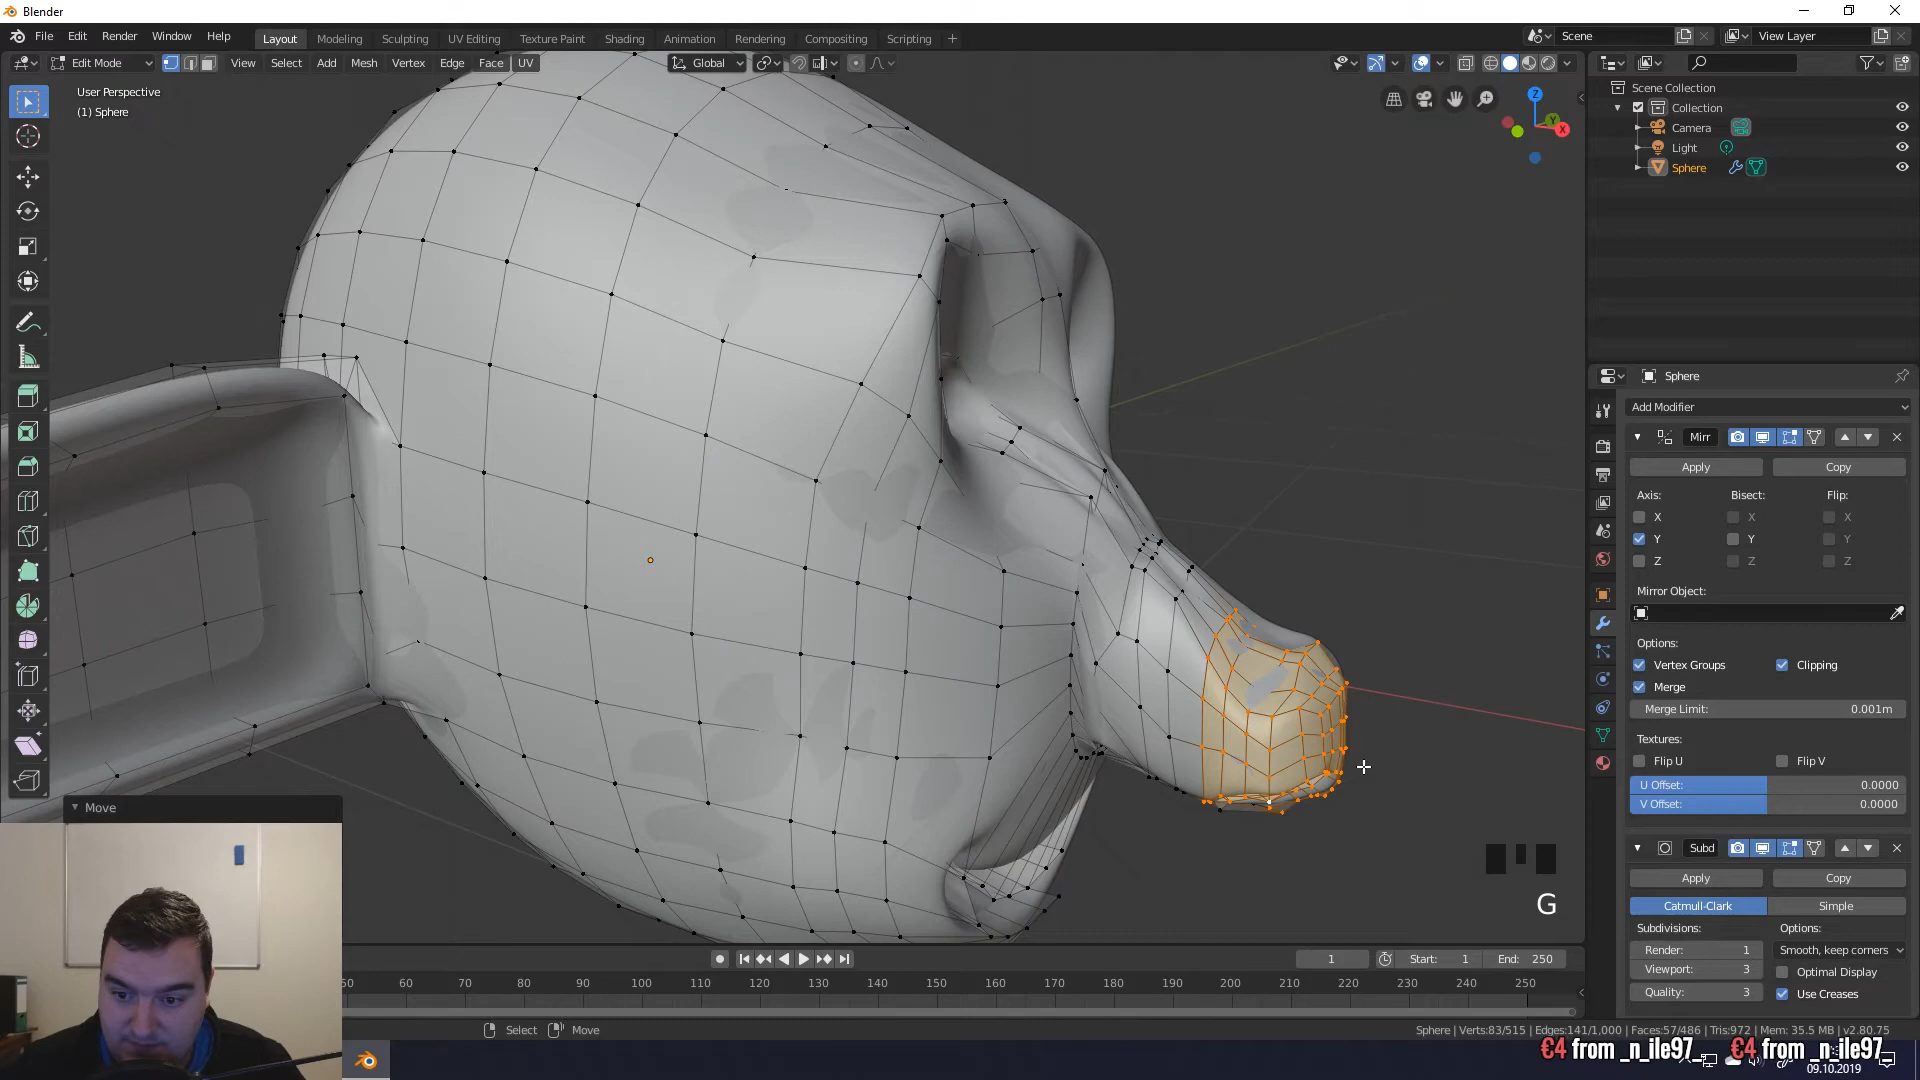 Blender
File Edit Render Window Help
Layout Modeling Sculpting UV Editing Texture Paint Shading Animation Rendering Compositing Scripting +
Scene
View Layer
Edit Mode
View Select Add Mesh Vertex Edge Face UV
Global
User Perspective
(1) Sphere
X
Y
Z
Scene Collection
Collection
Camera
Light
Sphere
Sphere
Add Modifier
Mirr
Apply Copy
Axis: Bisect: Flip:
X X X
Y Y Y
Z Z Z
Mirror Object:
Options:
Vertex Groups Clipping
Merge
Merge Limit: 0.001m
Textures:
Flip U Flip V
U Offset: 0.0000
V Offset: 0.0000
Subd
Apply Copy
Catmull-Clark Simple
Subdivisions: Options:
Render: 1 Smooth, keep corners
Viewport: 3 Optimal Display
Quality: 3 Use Creases
Move
G
1 Start: 1 End: 250
50 60 70 80 90 100 110 120 130 140 150 160 170 180 190 200 210 220 230 240 250
Select Move
Sphere | Verts:83/515 | Edges:141/1,000 | Faces:57/486 | Tris:972 | Mem: 35.5 MB | v2.80.75
€4 from _n_ile97_ €4 from _n_ile97_
09.10.2019